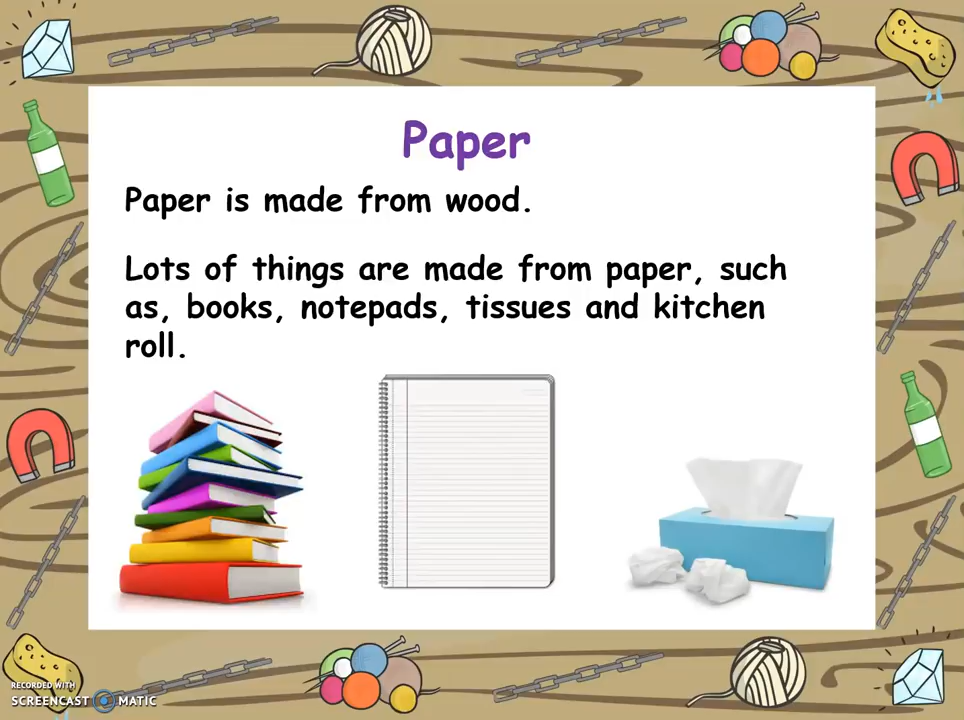 Paper
Paper is made from wood.
Lots of things are made from paper, such
as, books, notepads, tissues and kitchen
roll.
RECORDED WITH
SCREENCAST MATIC